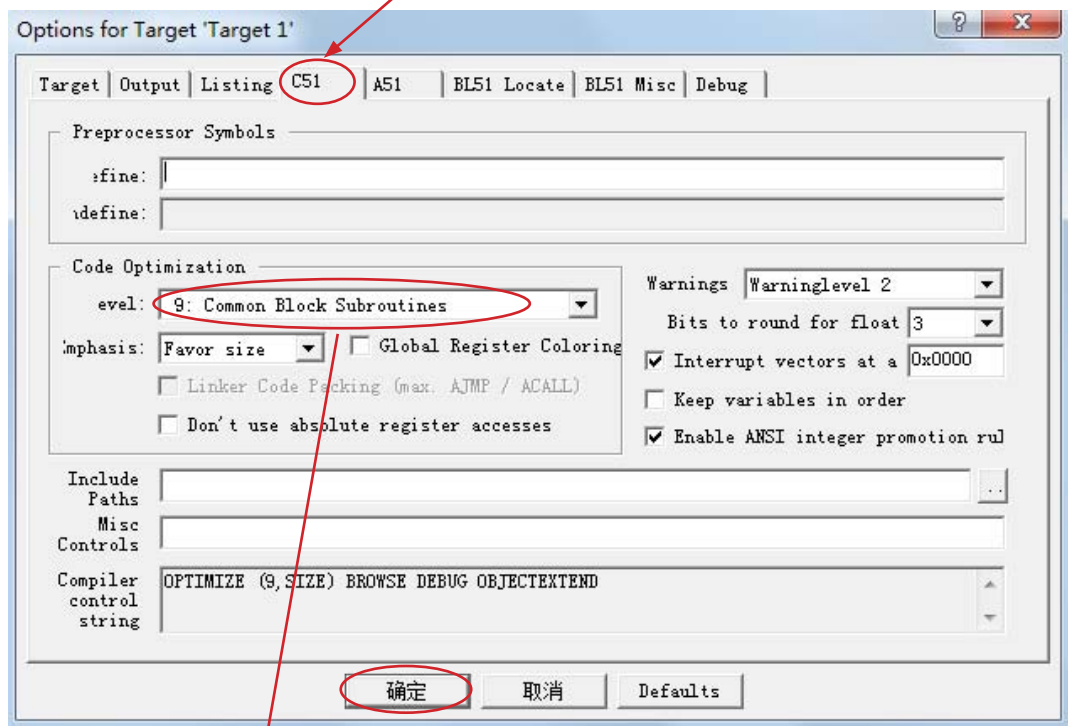 Options for Target 'Target 1'
Target Output Listing C51 A51 BL51 Locate BL51 Misc Debug
Preprocessor Symbols
efine:
define:
Code Optimization
evel: 9: Common Block Subroutines
Warnings Warninglevel 2
Bits to round for float 3
mphasis: Favor size Global Register Coloring
Interrupt vectors at a 0x0000
Linker Code Packing (max. AJMP / ACALL)
Keep variables in order
Don't use absolute register accesses
Enable ANSI integer promotion rul
Include Paths
..
Misc Controls
Compiler control string
OPTIMIZE (9,SIZE) BROWSE DEBUG OBJECTEXTEND
确定 取消 Defaults